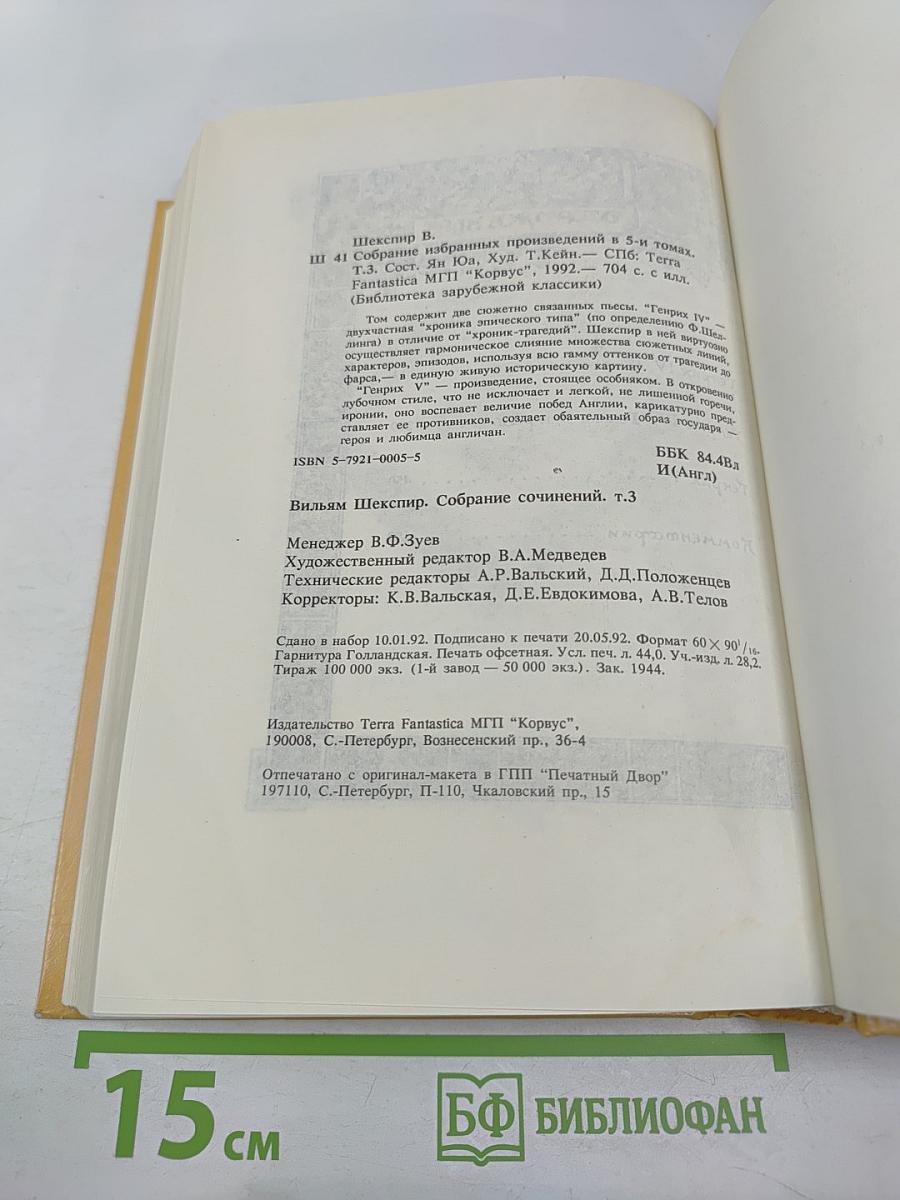 Шекспир В.
Ш 41 Собрание избранных произведений в 5-и томах.
Т.3. Сост. Ян Юа, Худ. Т.Кейн.— СПб: Terra
Fantastica МГП "Корвус", 1992.— 704 с. с илл.
(Библиотека зарубежной классики)
Том содержит две сюжетно связанных пьесы. "Генрих IV" —
двухчастная "хроника эпического типа" (по определению Ф.Шел-
линга) в отличие от "хроник-трагедий". Шекспир в ней виртуозно
осуществляет гармоническое слияние множества сюжетных линий,
характеров, эпизодов, используя всю гамму оттенков от трагедии до
фарса,— в единую живую историческую картину.
"Генрих V" — произведение, стоящее особняком. В откровенно
лубочном стиле, что не исключает и легкой, не лишенной горечи,
иронии, оно воспевает величие побед Англии, карикатурно пред-
ставляет ее противников, создает обаятельный образ государя —
героя и любимца англичан.
ISBN 5-7921-0005-5
ББК 84.4Вл
И(Англ)
Вильям Шекспир. Собрание сочинений. т.3
Менеджер В.Ф.Зуев
Художественный редактор В.А.Медведев
Технические редакторы А.Р.Вальский, Д.Д.Положенцев
Корректоры: К.В.Вальская, Д.Е.Евдокимова, А.В.Телов
Сдано в набор 10.01.92. Подписано к печати 20.05.92. Формат 60×90¹/₁₆.
Гарнитура Голландская. Печать офсетная. Усл. печ. л. 44,0. Уч.-изд. л. 28,2.
Тираж 100 000 экз. (1-й завод — 50 000 экз.). Зак. 1944.
Издательство Terra Fantastica МГП "Корвус",
190008, С.-Петербург, Вознесенский пр., 36-4
Отпечатано с оригинал-макета в ГПП "Печатный Двор"
197110, С.-Петербург, П-110, Чкаловский пр., 15
15 см
БФ БИБЛИОФАН